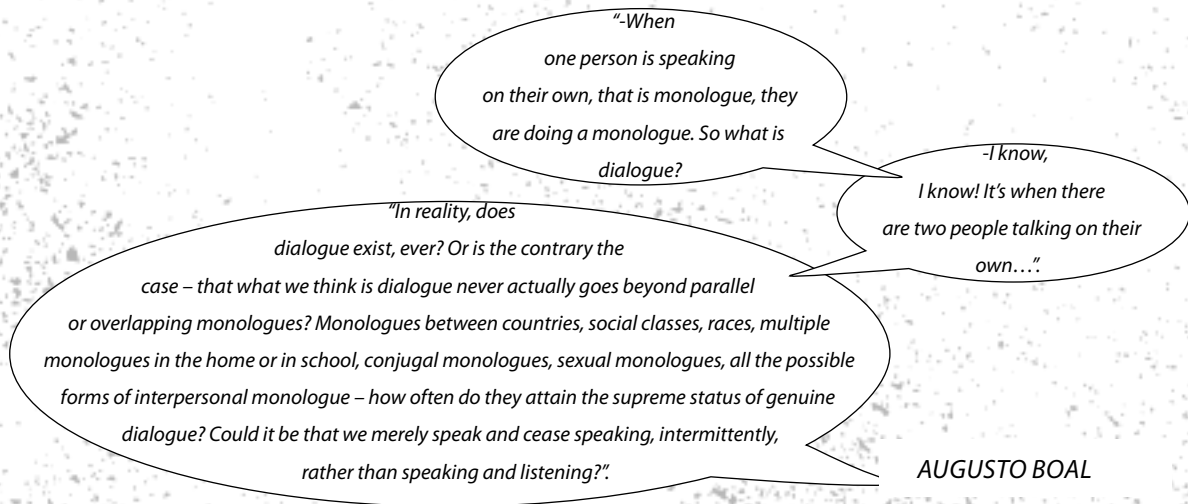 “-When
one person is speaking
on their own, that is monologue, they
are doing a monologue. So what is
dialogue?
-I know,
I know! It’s when there
are two people talking on their
own…”.
“In reality, does
dialogue exist, ever? Or is the contrary the
case – that what we think is dialogue never actually goes beyond parallel
or overlapping monologues? Monologues between countries, social classes, races, multiple
monologues in the home or in school, conjugal monologues, sexual monologues, all the possible
forms of interpersonal monologue – how often do they attain the supreme status of genuine
dialogue? Could it be that we merely speak and cease speaking, intermittently,
rather than speaking and listening?”.
AUGUSTO BOAL